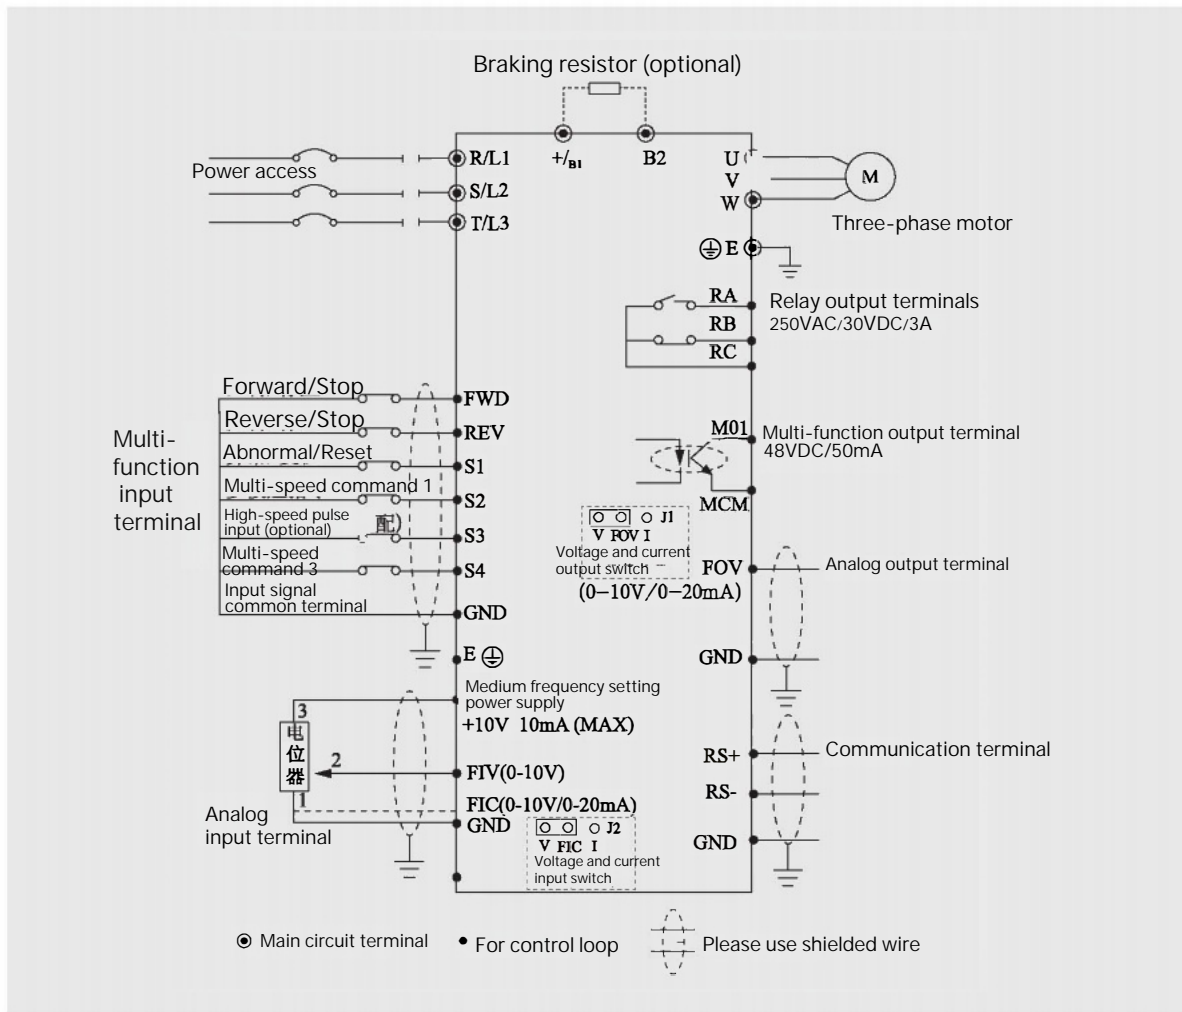 Braking resistor (optional)
R/L1
+/B1
B2
U
Power access
V
M
S/L2
W
T/L3
Three-phase motor
E
RA
Relay output terminals
250VAC/30VDC/3A
RB
RC
Forward/Stop
FWD
Reverse/Stop
REV
Multi-
function
input
terminal
Abnormal/Reset
S1
Multi-speed command 1
S2
High-speed pulse
input (optional)
配)
S3
Multi-speed
command 3
S4
Input signal
common terminal
GND
M01
Multi-function output terminal
48VDC/50mA
MCM
J1
V FOV I
Voltage and current
output switch
FOV
Analog output terminal
(0-10V/0-20mA)
E
GND
Medium frequency setting
power supply
+10V 10mA (MAX)
3
电
位
器
2
1
FIV(0-10V)
FIC(0-10V/0-20mA)
GND
Analog
input terminal
J2
V FIC I
Voltage and current
input switch
RS+
Communication terminal
RS-
GND
Main circuit terminal
For control loop
Please use shielded wire